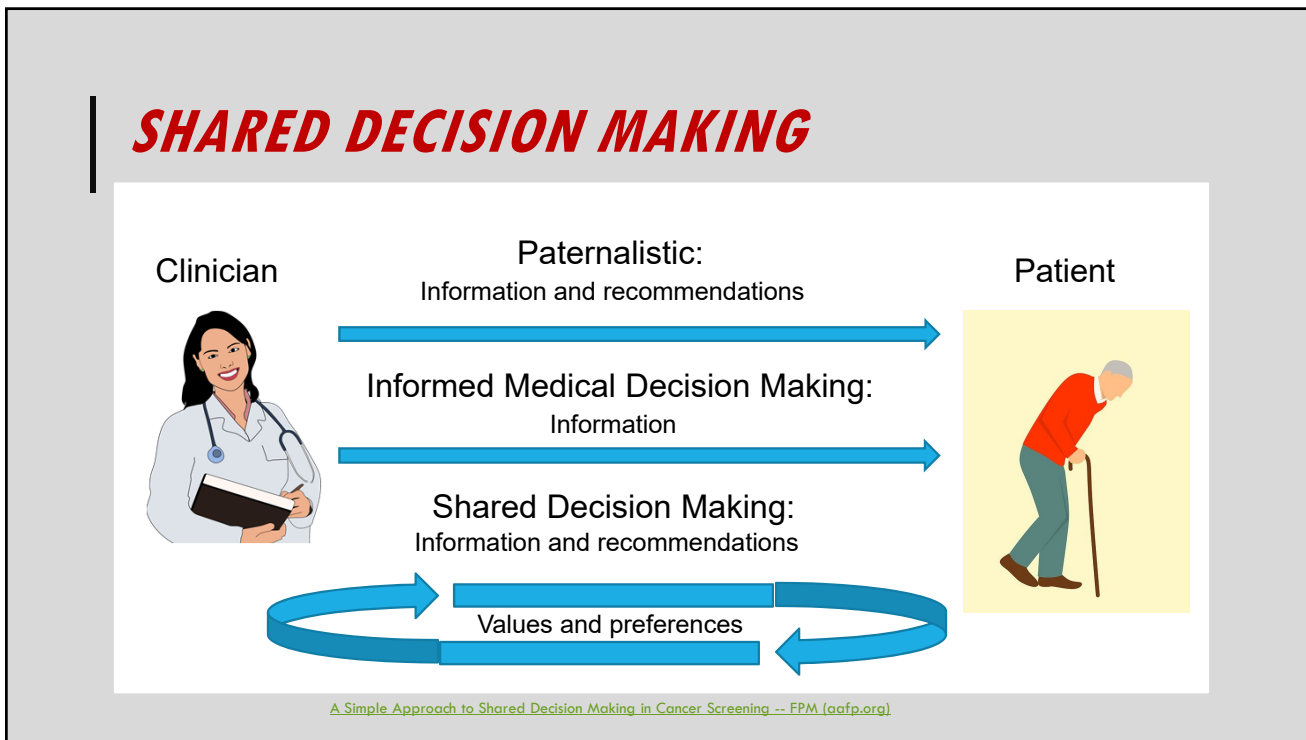 SHARED DECISION MAKING
Clinician
Paternalistic:
Information and recommendations
Patient
Informed Medical Decision Making:
Information
Shared Decision Making:
Information and recommendations
Values and preferences
A Simple Approach to Shared Decision Making in Cancer Screening -- FPM (aafp.org)